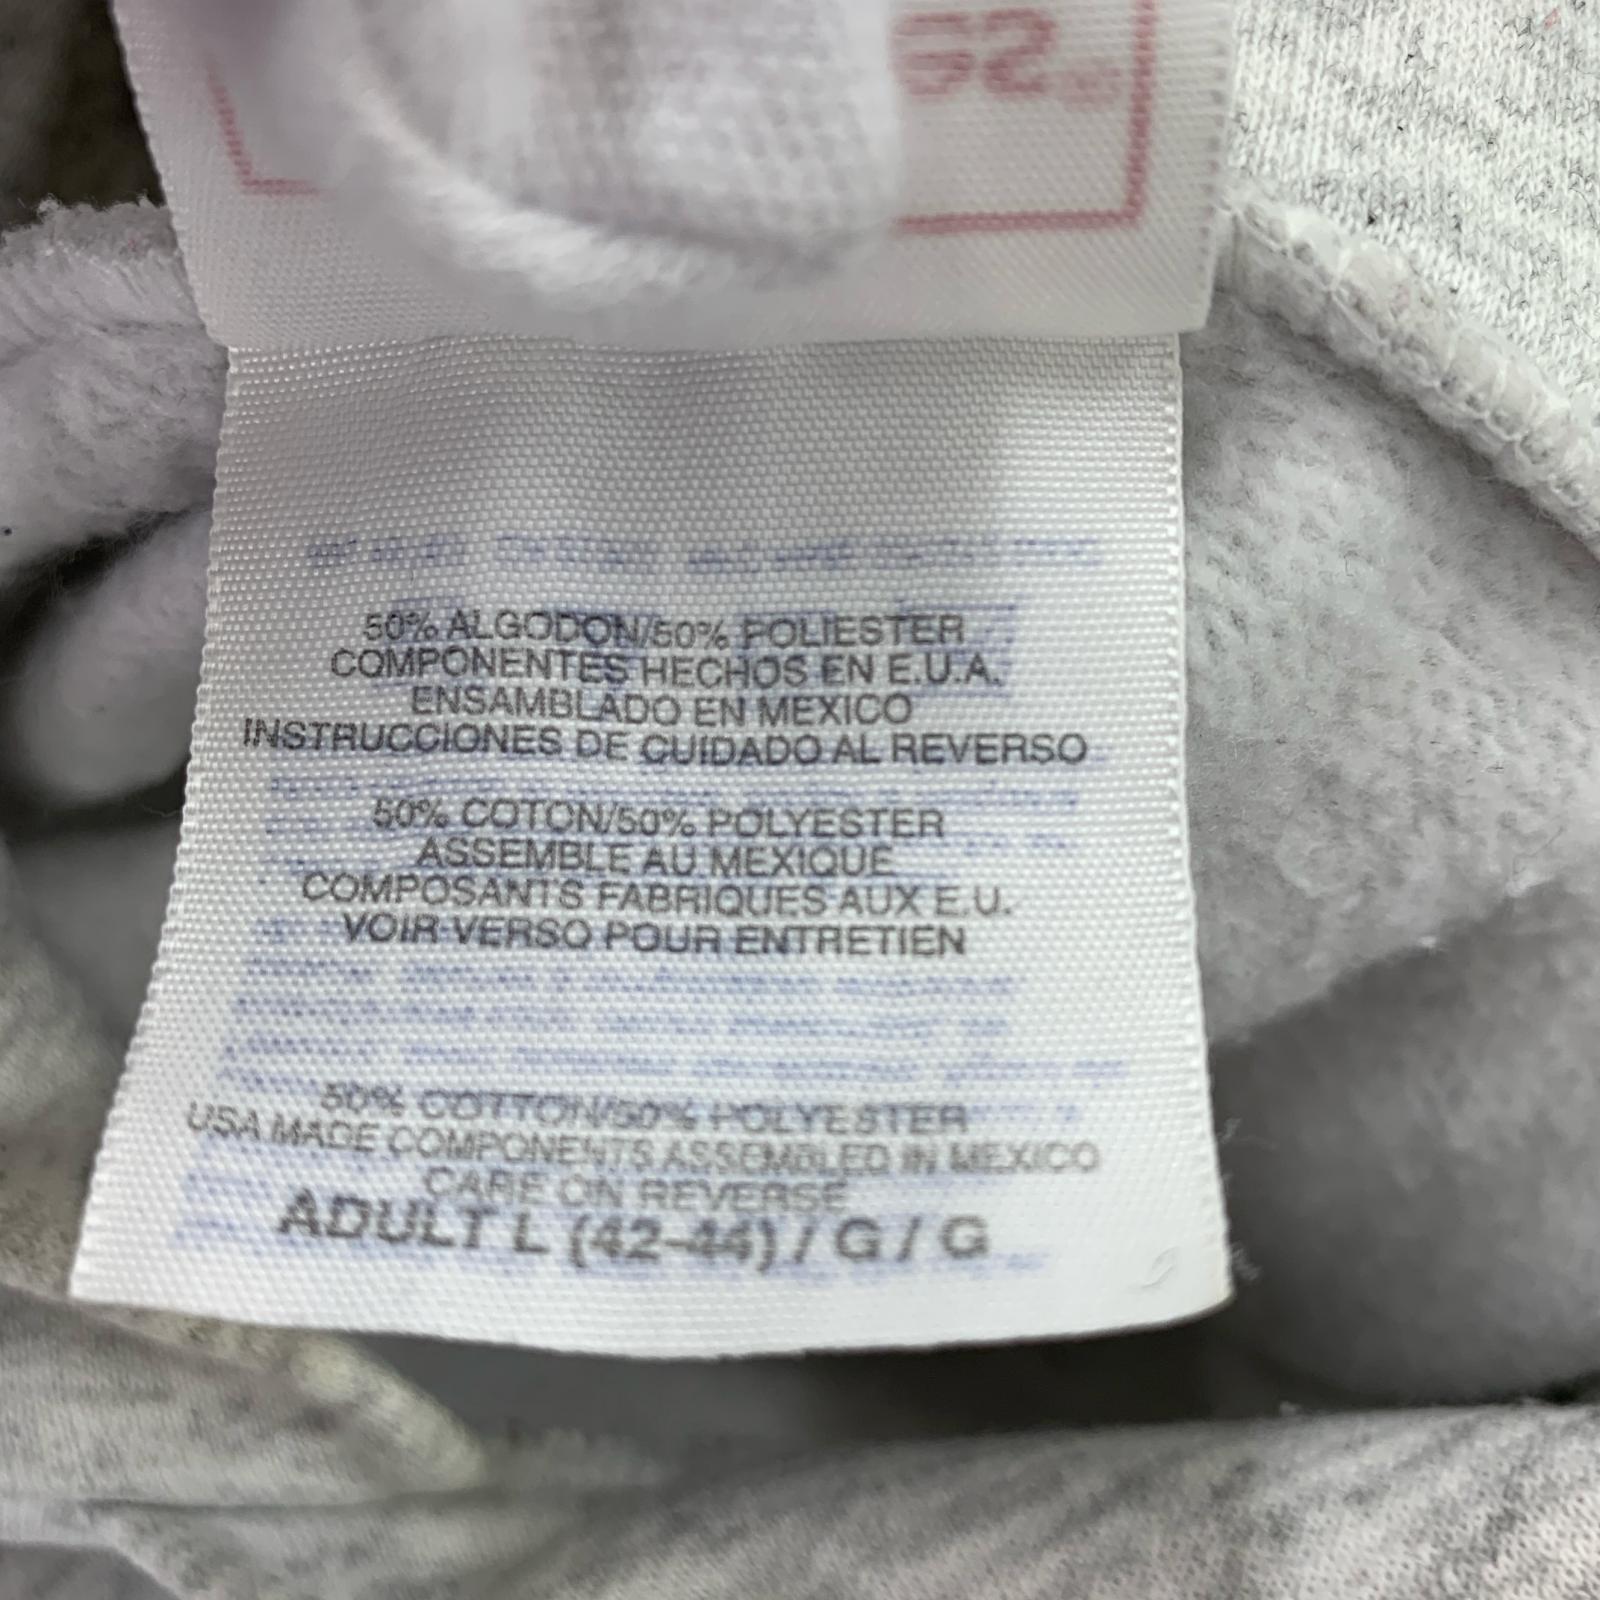 50% ALGODON/50% POLIESTER
COMPONENTES HECHOS EN E.U.A.
ENSAMBLADO EN MEXICO
INSTRUCCIONES DE CUIDADO AL REVERSO
50% COTON/50% POLYESTER
ASSEMBLE AU MEXIQUE
COMPOSANTS FABRIQUES AUX E.U.
VOIR VERSO POUR ENTRETIEN
50% COTTON/50% POLYESTER
USA MADE COMPONENTS ASSEMBLED IN MEXICO
CARE ON REVERSE
ADULT L (42-44) / G / G